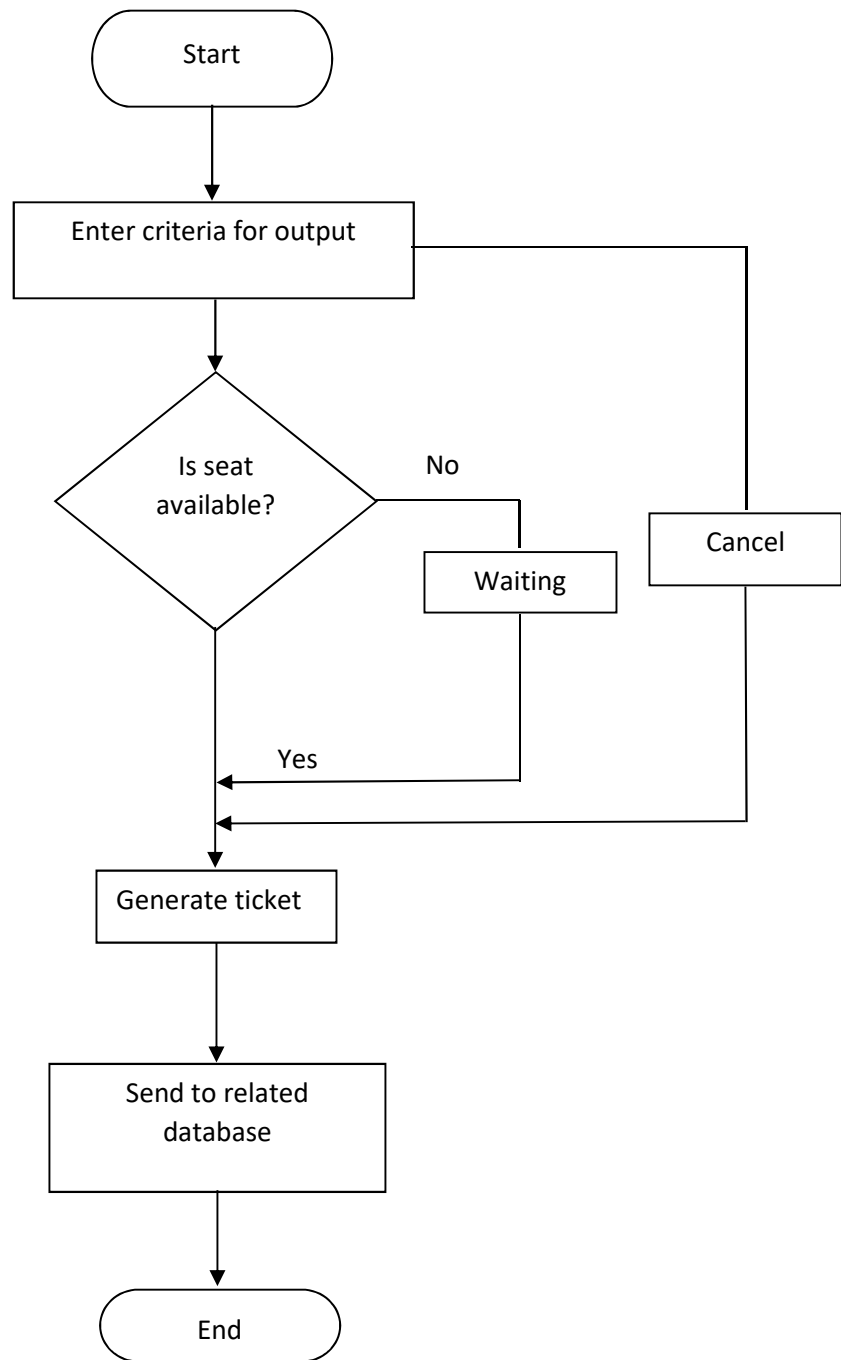 Start
Enter criteria for output
Is seat
available?
No
Waiting
Cancel
Yes
Generate ticket
Send to related
database
End